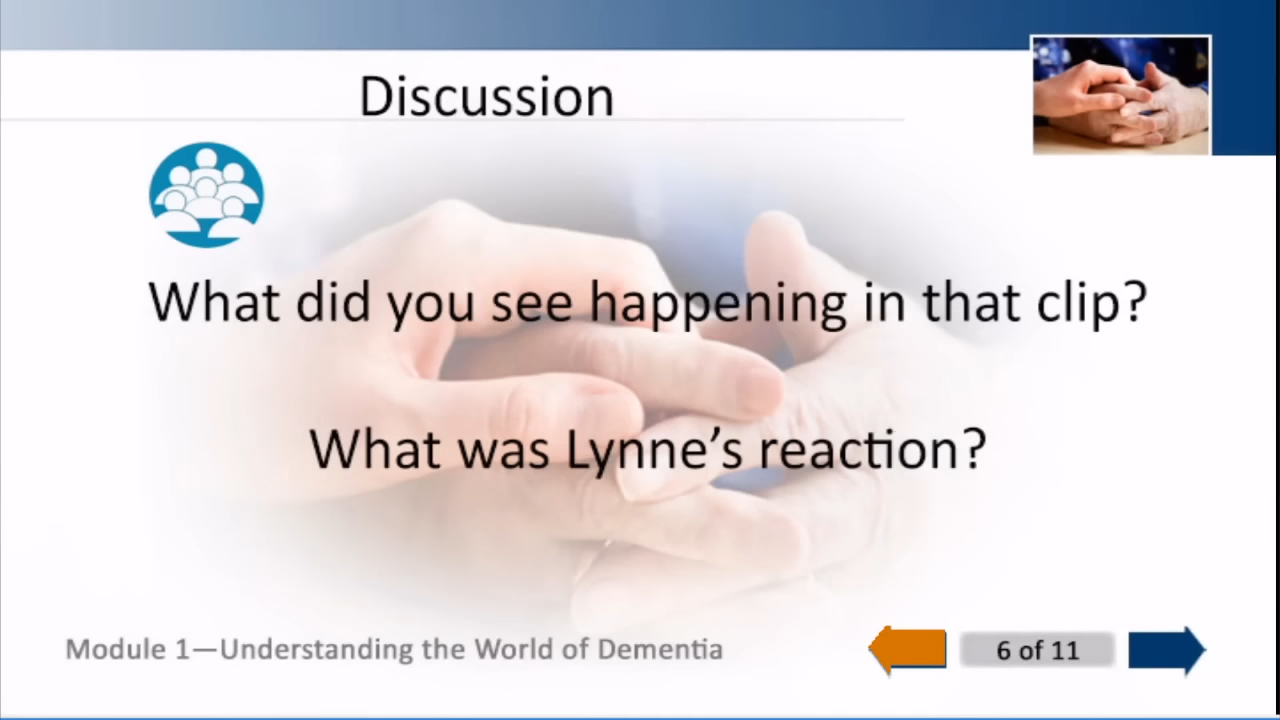 Discussion
What did you see happening in that clip?
What was Lynne’s reaction?
Module 1—Understanding the World of Dementia
6 of 11